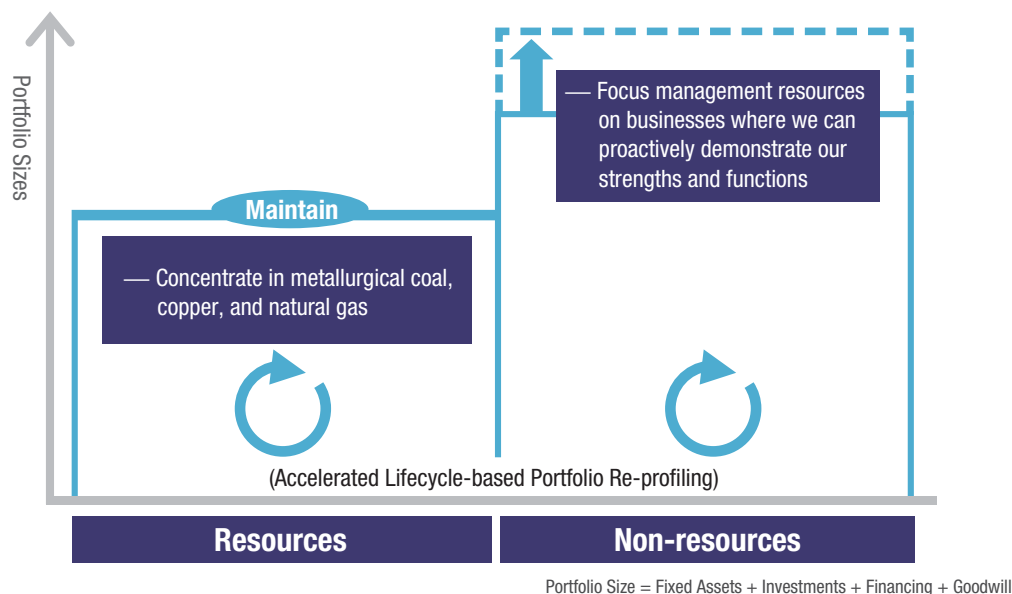 Portfolio Sizes
— Focus management resources
on businesses where we can
proactively demonstrate our
strengths and functions
Maintain
— Concentrate in metallurgical coal,
copper, and natural gas
(Accelerated Lifecycle-based Portfolio Re-profiling)
Resources
Non-resources
Portfolio Size = Fixed Assets + Investments + Financing + Goodwill